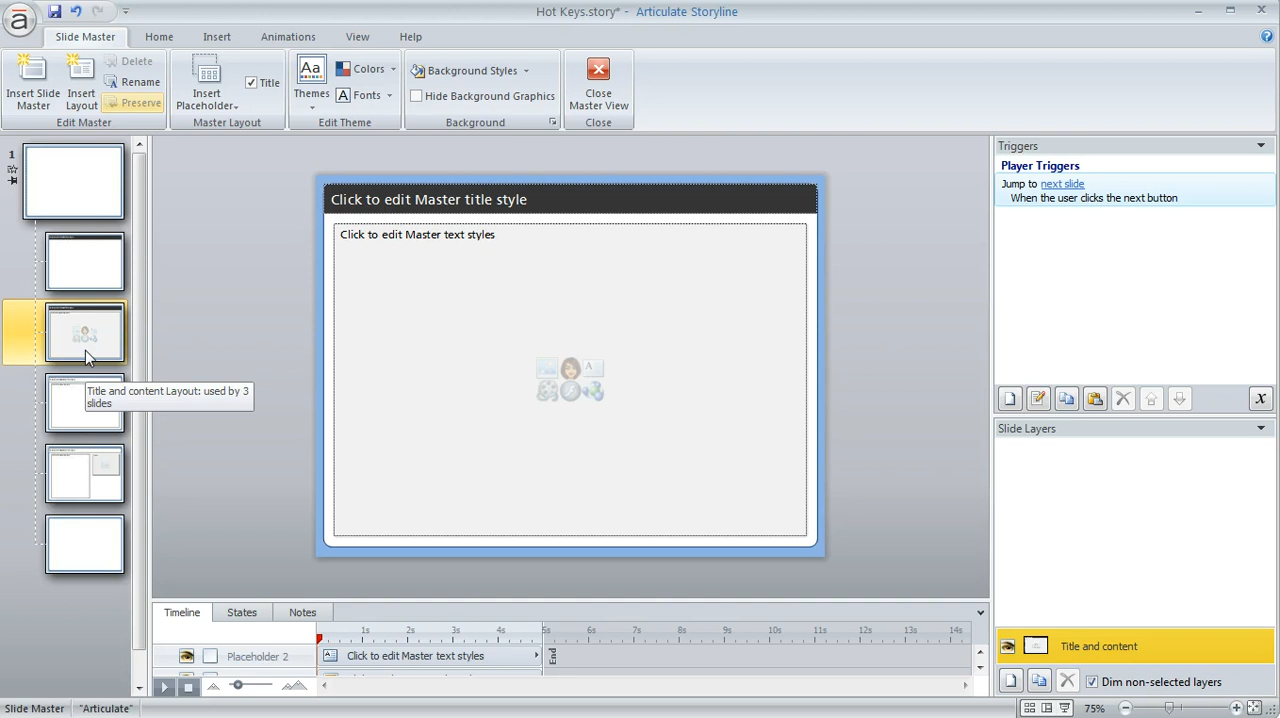 Hot Keys.story* - Articulate Storyline
Slide Master
Home
Insert
Animations
View
Help
Insert Slide
Master
Insert
Layout
Delete
Rename
Preserve
Edit Master
Insert
Placeholder
Title
Master Layout
Aa
Themes
Colors
A Fonts
Edit Theme
Background Styles
Hide Background Graphics
Background
Close
Master View
Close
1
Click to edit Master title style
Click to edit Master text styles
Title and content Layout: used by 3
slides
Triggers
Player Triggers
Jump to next slide
When the user clicks the next button
x
Slide Layers
Title and content
Dim non-selected layers
Timeline
States
Notes
1s 2s 3s 4s 5s 6s 7s 8s 9s 10s 11s 12s 13s 14s
Placeholder 2
Click to edit Master text styles
End
Slide Master
"Articulate"
75%